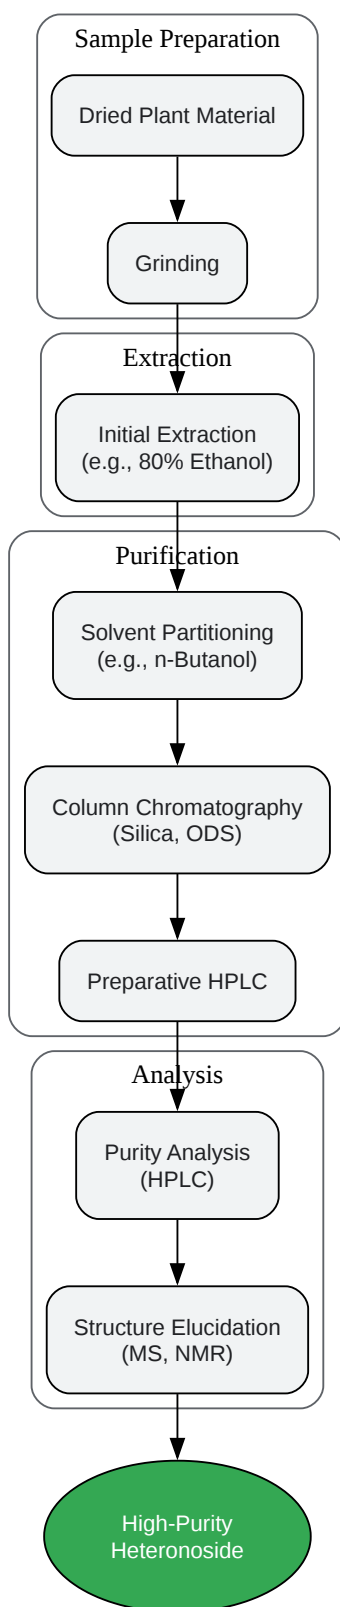 Sample Preparation
Dried Plant Material
Grinding
Extraction
Initial Extraction
(e.g., 80% Ethanol)
Purification
Solvent Partitioning
(e.g., n-Butanol)
Column Chromatography
(Silica, ODS)
Preparative HPLC
Analysis
Purity Analysis
(HPLC)
Structure Elucidation
(MS, NMR)
High-Purity
Heteronoside